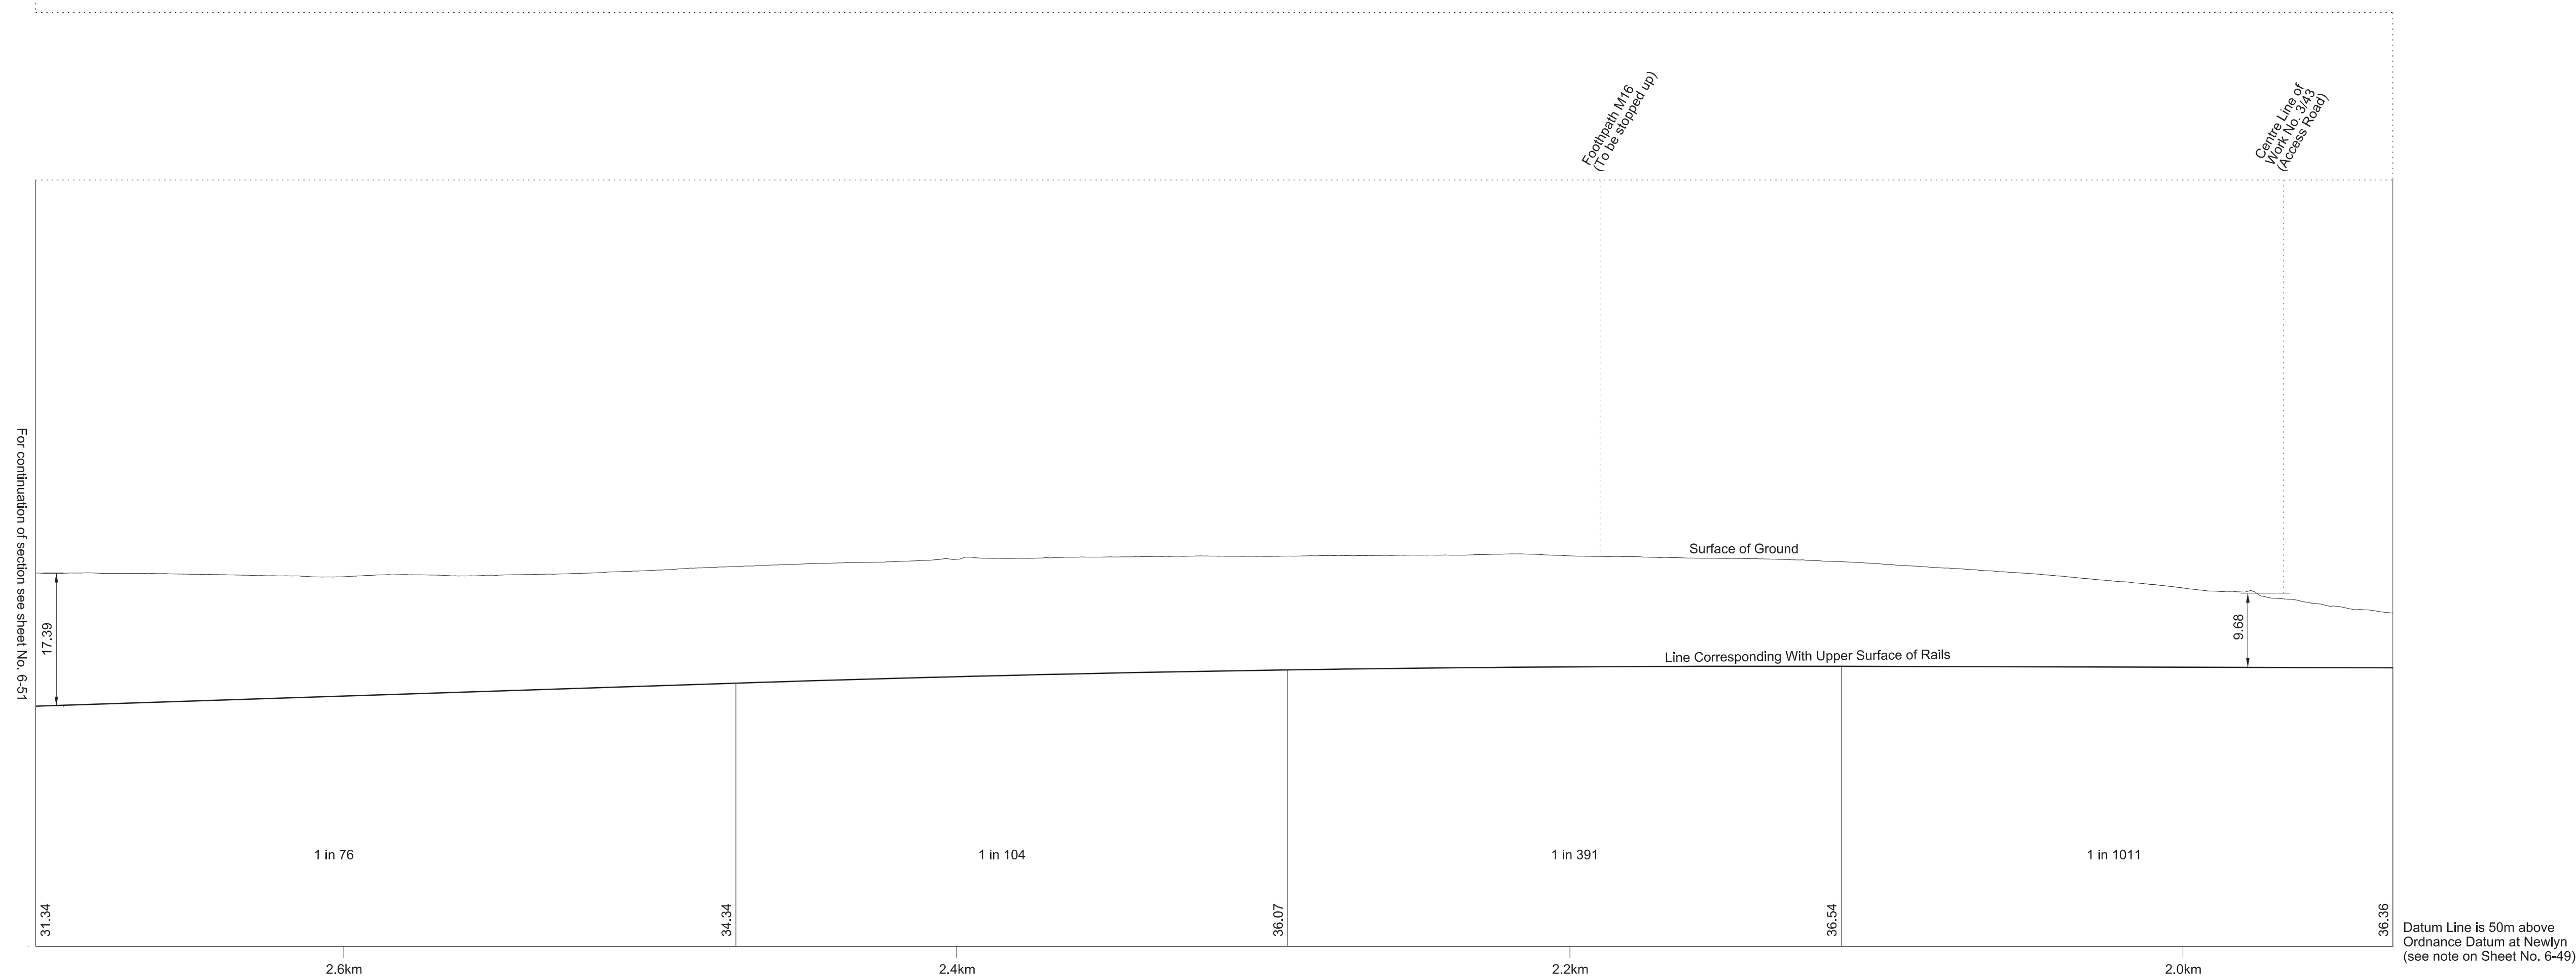 Foothpath M16
(To be stopped up)
Centre Line of
Work No. 3/43
(Access Road)
For continuation of section see sheet No. 6-51
Surface of Ground
17.39
9.68
Line Corresponding With Upper Surface of Rails
1 in 76
1 in 104
1 in 391
1 in 1011
31.34
34.34
36.07
36.54
36.36
Datum Line is 50m above
Ordnance Datum at Newlyn
(see note on Sheet No. 6-49)
2.6km
2.4km
2.2km
2.0km